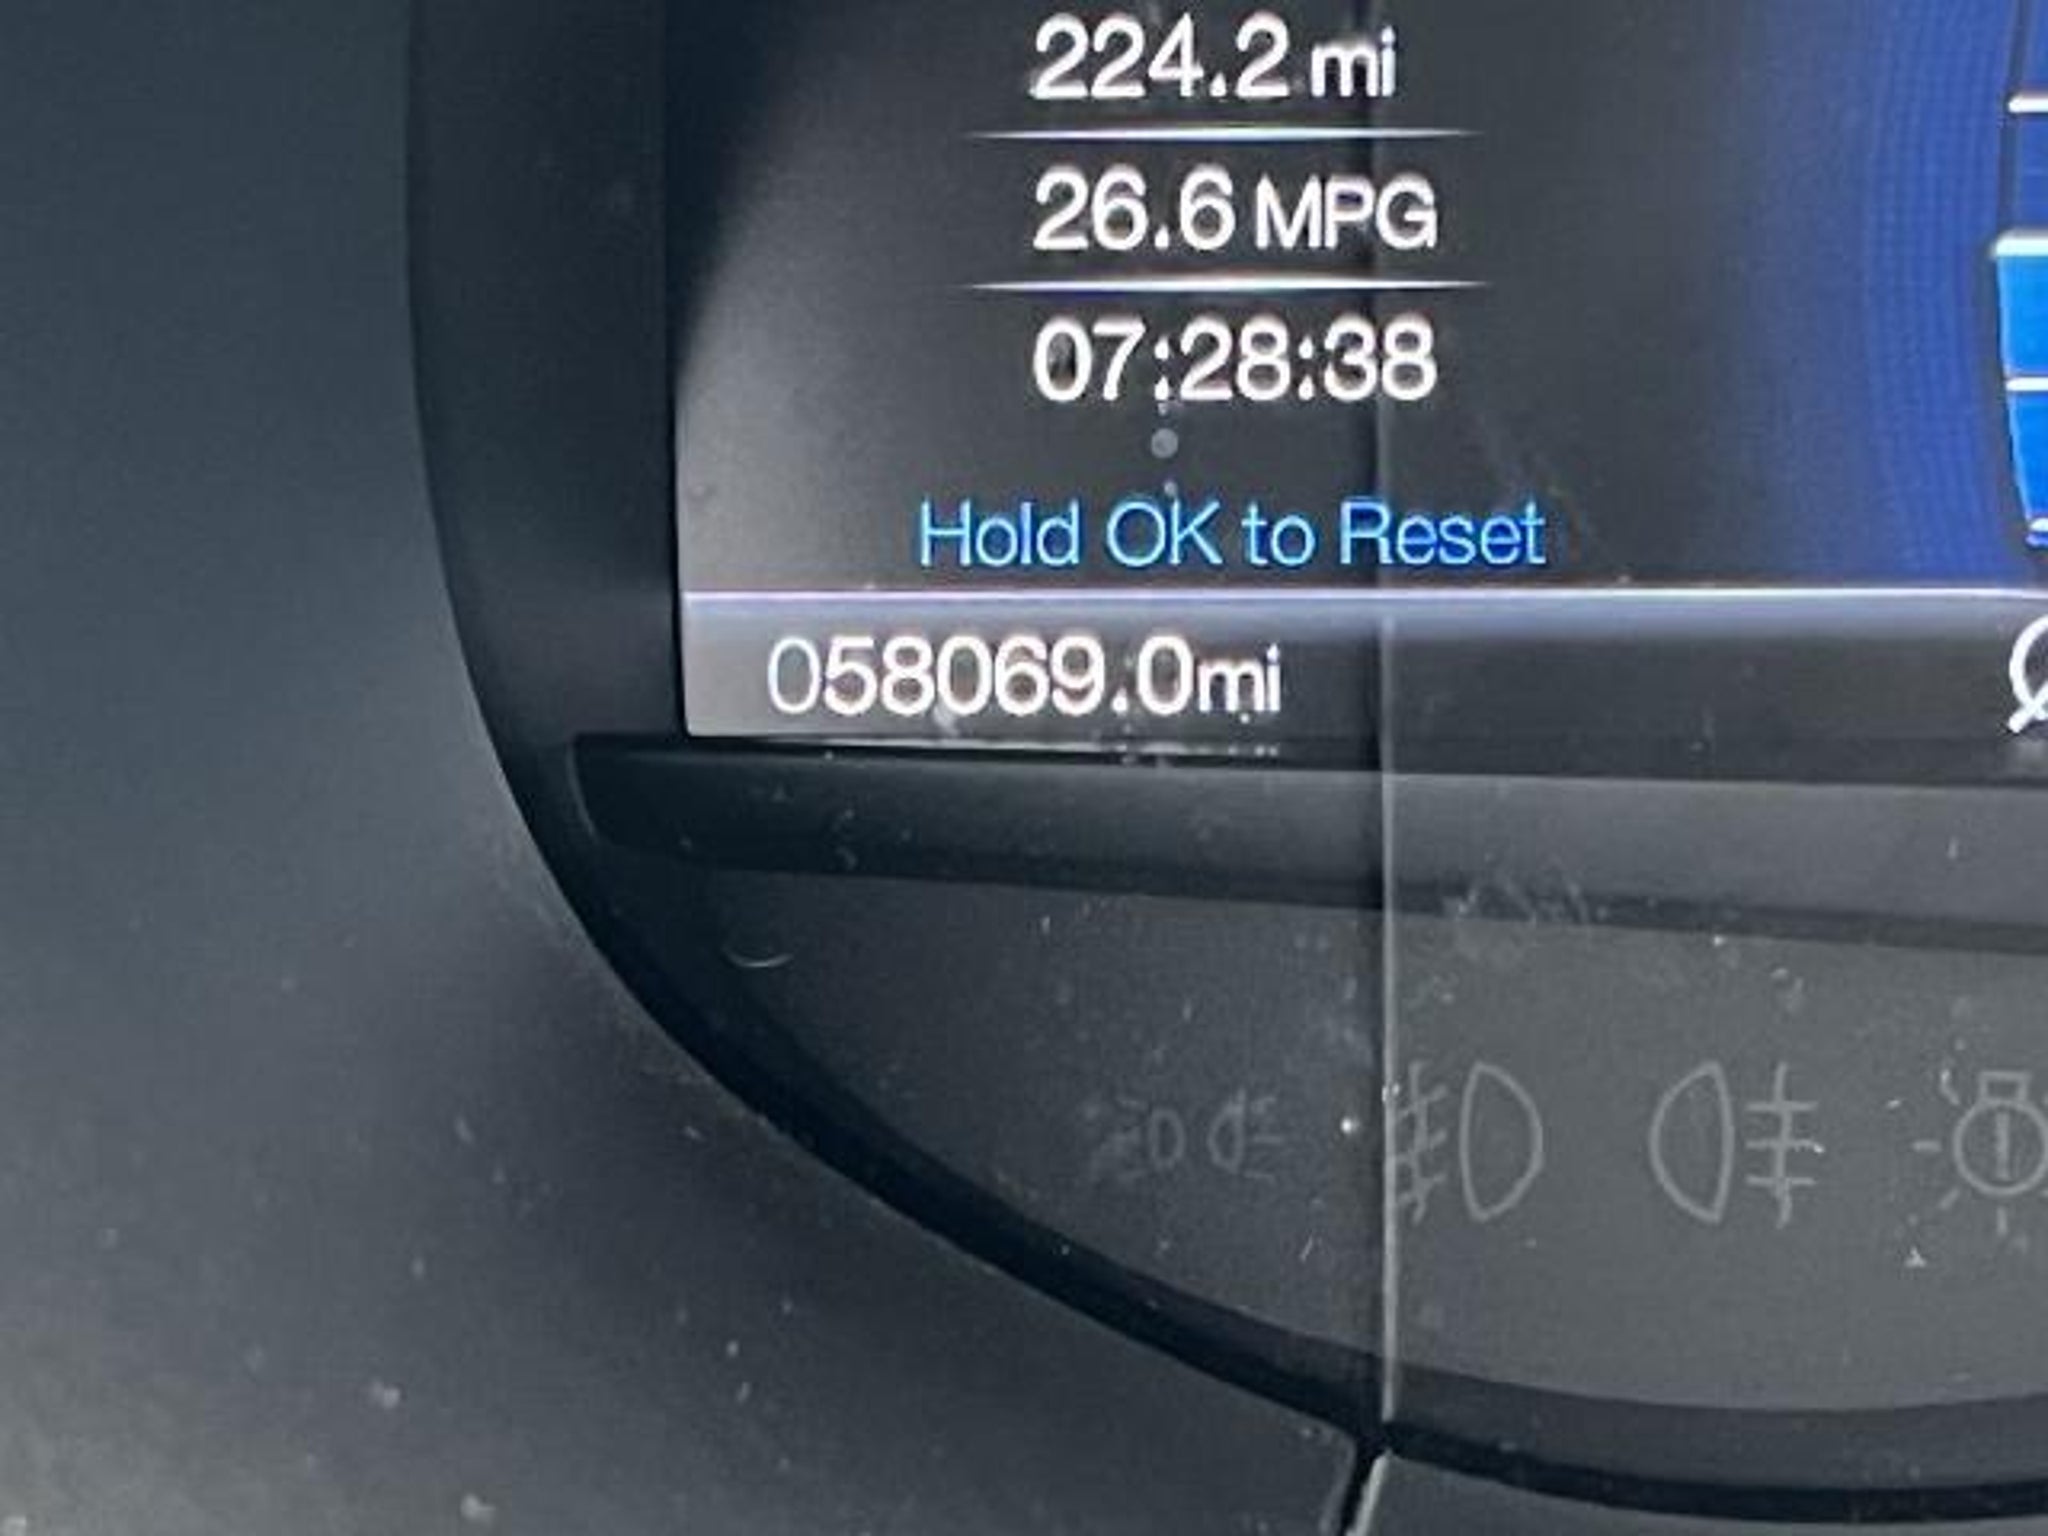 224.2 mi
26.6 MPG
07:28:38
Hold OK to Reset
058069.0mi